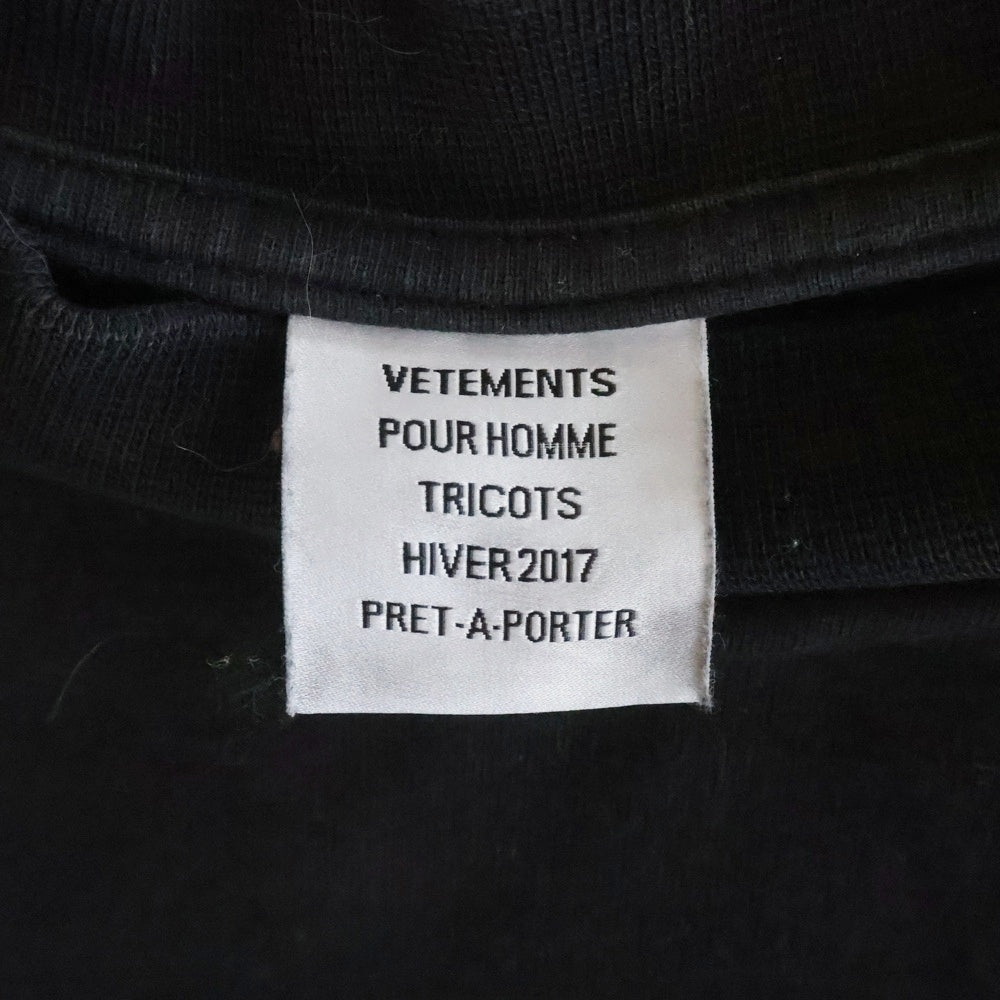 VETEMENTS
POUR HOMME
TRICOTS
HIVER 2017
PRET-A-PORTER